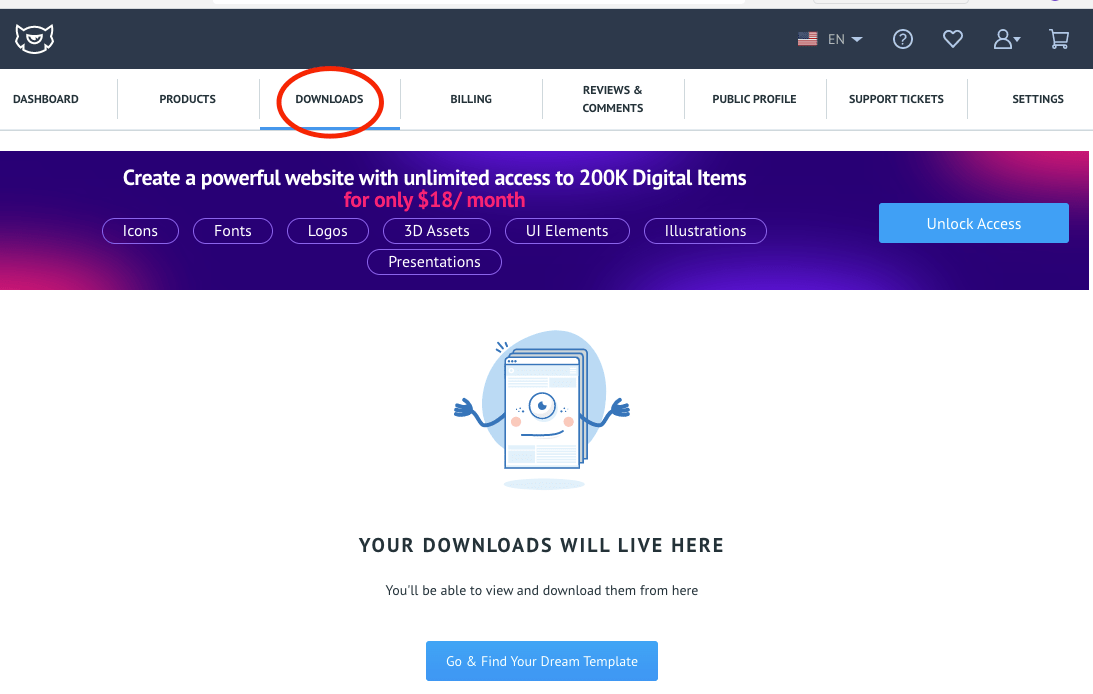 EN
DASHBOARD
PRODUCTS
DOWNLOADS
BILLING
REVIEWS &
COMMENTS
PUBLIC PROFILE
SUPPORT TICKETS
SETTINGS
Create a powerful website with unlimited access to 200K Digital Items
for only $18/ month
Icons
Fonts
Logos
3D Assets
UI Elements
Illustrations
Presentations
Unlock Access
YOUR DOWNLOADS WILL LIVE HERE
You'll be able to view and download them from here
Go & Find Your Dream Template